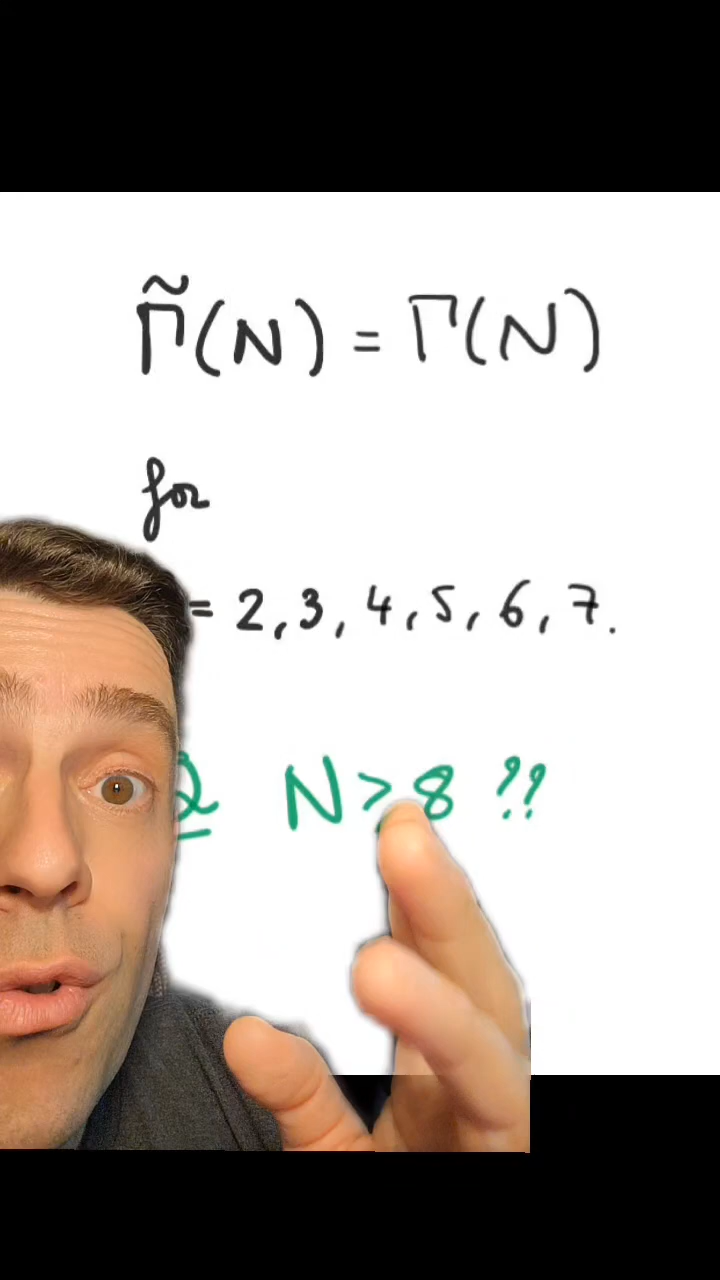 Γ̃(N) = Γ(N)
for
= 2, 3, 4, 5, 6, 7.
Q N > 8 ??